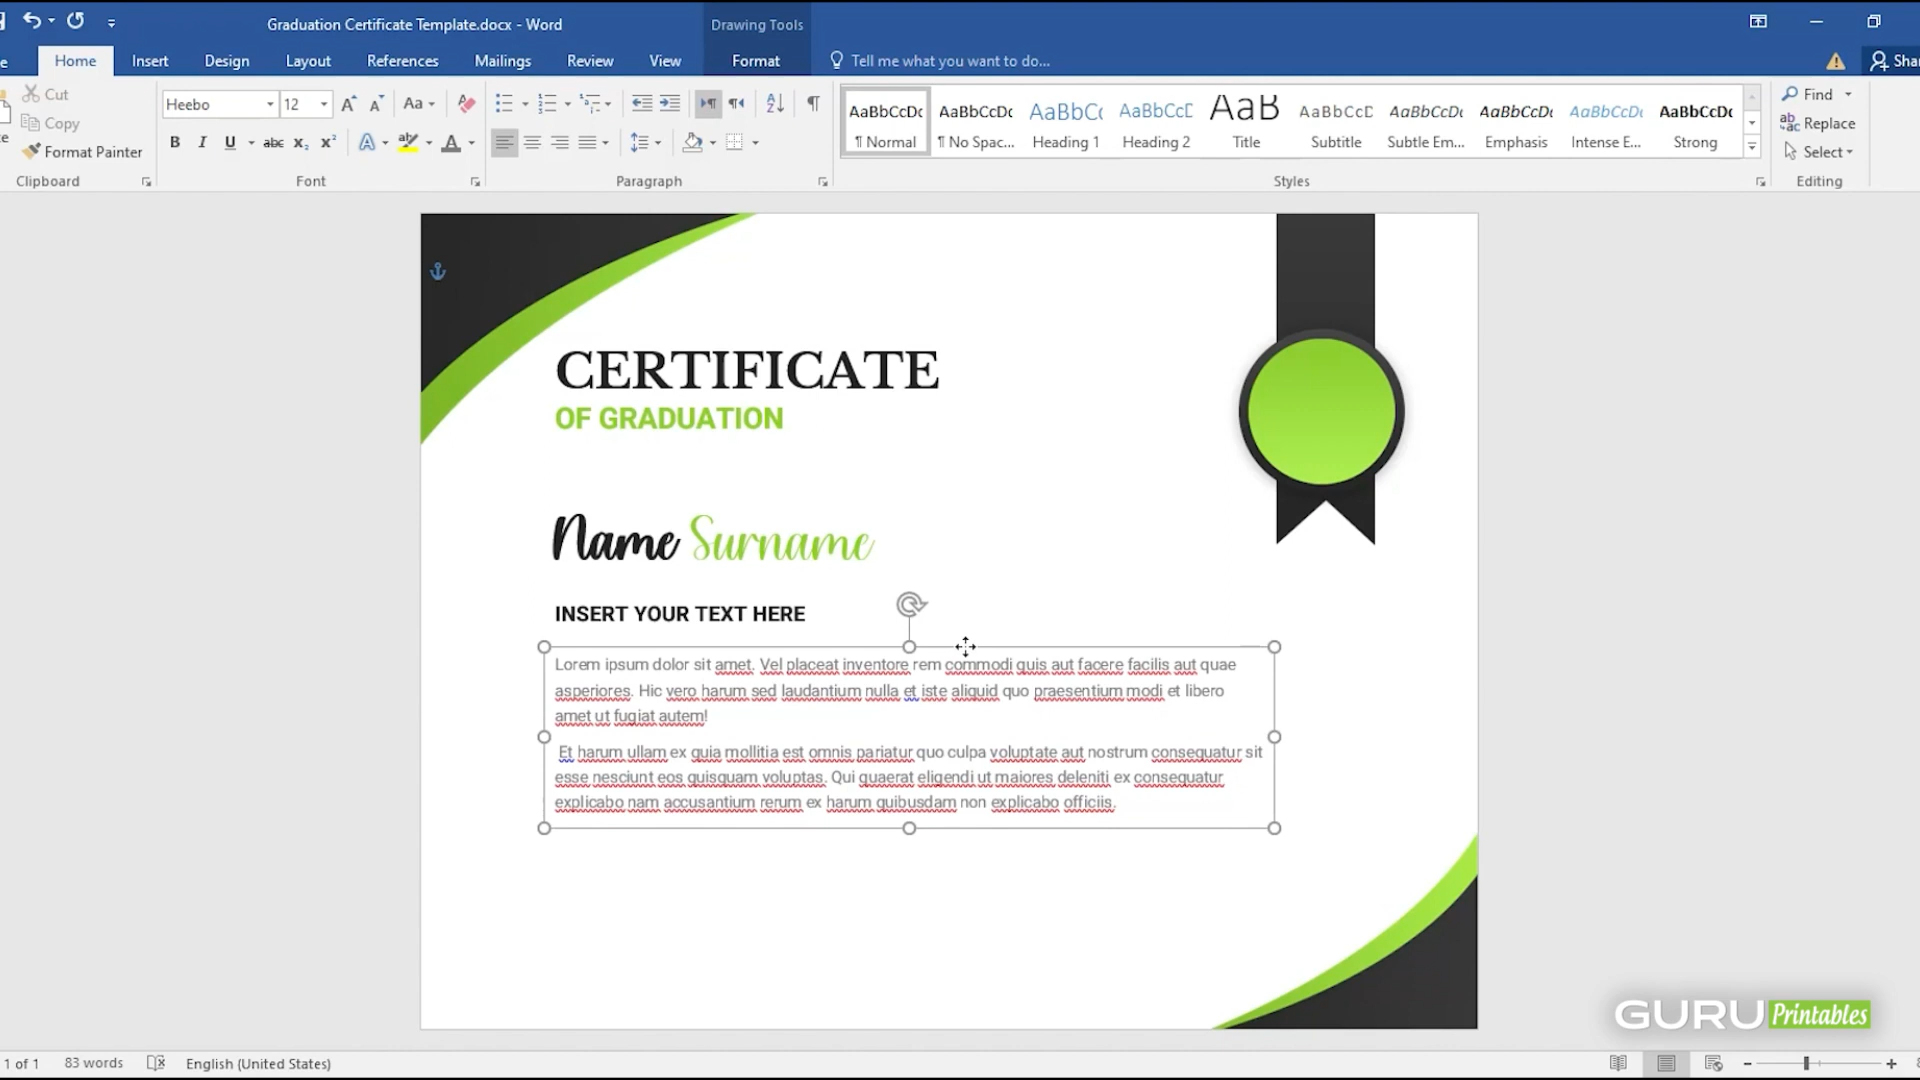 Graduation Certificate Template.docx - Word
Drawing Tools
Home Insert Design Layout References Mailings Review View Format Tell me what you want to do...
Cut
Copy
Format Painter
Clipboard
Heebo 12 Aa
B I U abc x₂ x² A A
Font
Paragraph
AaBbCcDc AaBbCcDc AaBbC AaBbCcD AaB AaBbCcD AaBbCcDc AaBbCcDc AaBbCcDc AaBbCcDc
¶ Normal ¶ No Spac... Heading 1 Heading 2 Title Subtitle Subtle Em... Emphasis Intense E... Strong
Styles
Find
Replace
Select
Editing
CERTIFICATE
OF GRADUATION
Name Surname
INSERT YOUR TEXT HERE
Lorem ipsum dolor sit amet. Vel placeat inventore rem commodi quis aut facere facilis aut quae
asperiores. Hic vero harum sed laudantium nulla et iste aliquid quo praesentium modi et libero
amet ut fugiat autem!
Et harum ullam ex quia mollitia est omnis pariatur quo culpa voluptate aut nostrum consequatur sit
esse nesciunt eos quisquam voluptas. Qui quaerat eligendi ut maiores deleniti ex consequatur
explicabo nam accusantium rerum ex harum quibusdam non explicabo officiis.
GURU Printables
1 of 1 83 words English (United States)